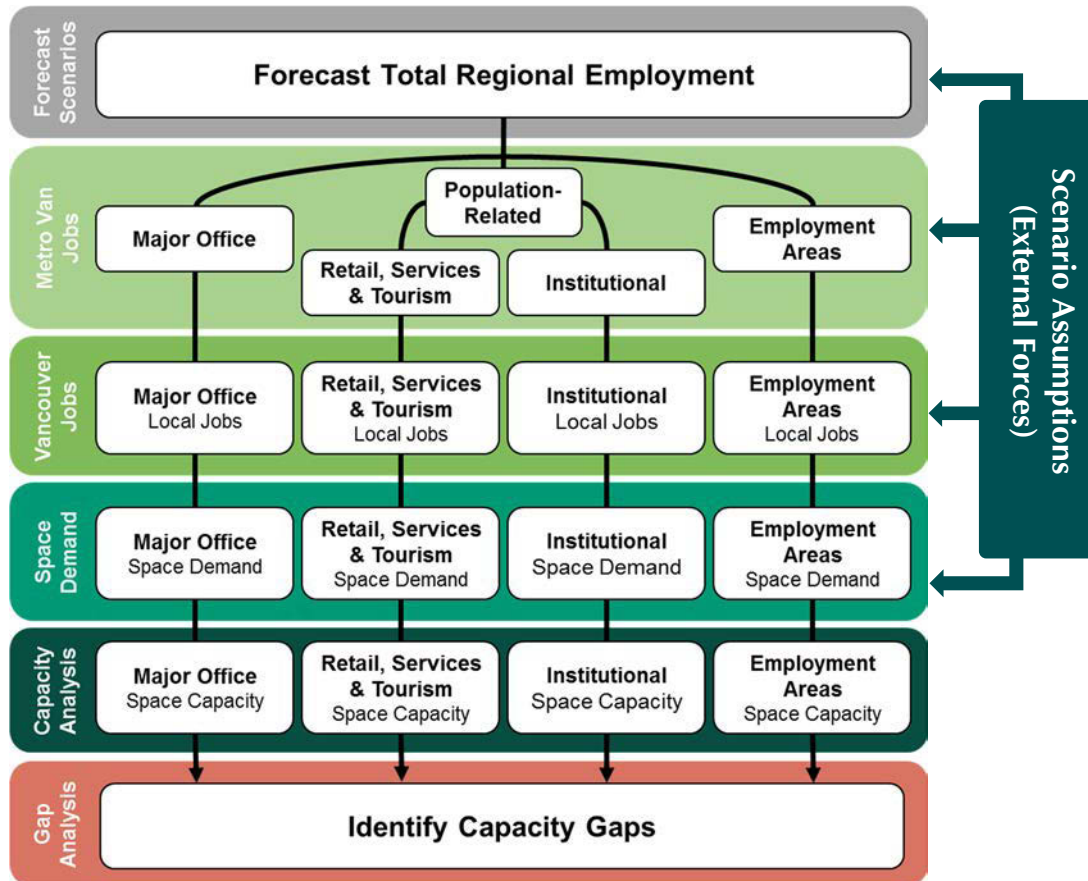 Forecast
Scenarios
Forecast Total Regional Employment
Metro Van
Jobs
Major Office
Population-
Related
Retail, Services
& Tourism
Institutional
Employment
Areas
Vancouver
Jobs
Major Office
Local Jobs
Retail, Services
& Tourism
Local Jobs
Institutional
Local Jobs
Employment
Areas
Local Jobs
Space
Demand
Major Office
Space Demand
Retail, Services
& Tourism
Space Demand
Institutional
Space Demand
Employment
Areas
Space Demand
Capacity
Analysis
Major Office
Space Capacity
Retail, Services
& Tourism
Space Capacity
Institutional
Space Capacity
Employment
Areas
Space Capacity
Gap
Analysis
Identify Capacity Gaps
Scenario Assumptions
(External Forces)